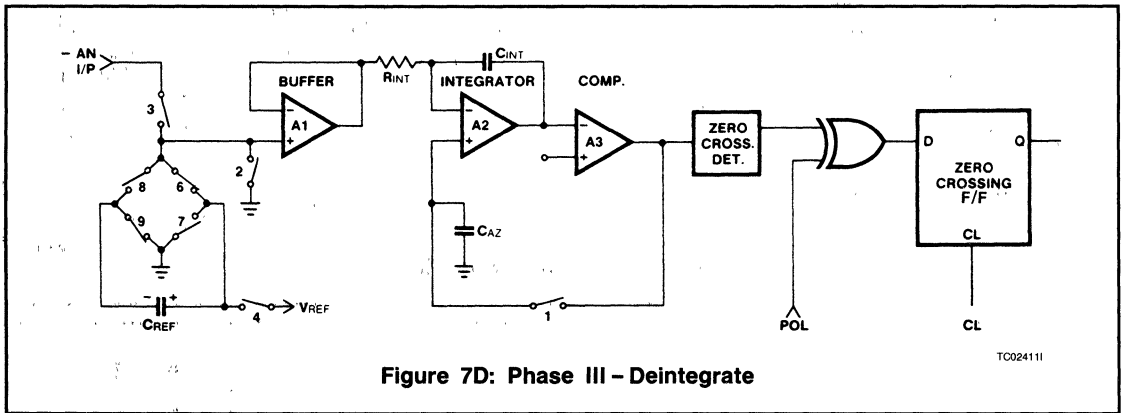 – AN
I/P
3
BUFFER
–
A1
+
RINT
INTEGRATOR
CINT
–
A2
+
COMP.
–
A3
+
ZERO
CROSS.
DET.
D
Q
ZERO
CROSSING
F/F
CL
2
8
6
9
7
– +
CREF
4
VREF
CAZ
1
POL
CL
TC02411I
Figure 7D: Phase III – Deintegrate